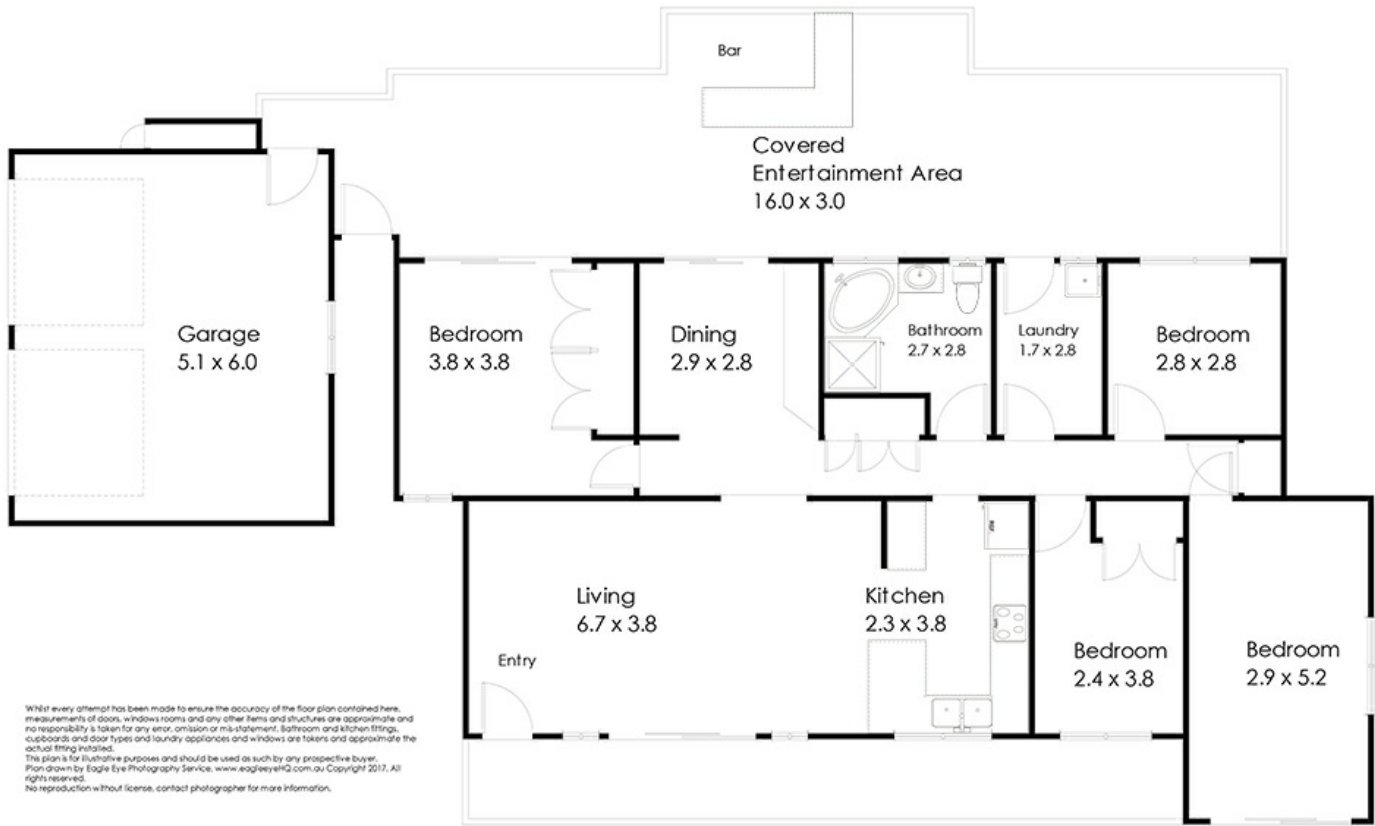 Bar
Covered
Entertainment Area
16.0 x 3.0
Garage
5.1 x 6.0
Bedroom
3.8 x 3.8
Dining
2.9 x 2.8
Bathroom
2.7 x 2.8
Laundry
1.7 x 2.8
Bedroom
2.8 x 2.8
Living
6.7 x 3.8
Kitchen
2.3 x 3.8
REF
Entry
Bedroom
2.4 x 3.8
Bedroom
2.9 x 5.2
Whilst every attempt has been made to ensure the accuracy of the floor plan contained here,
measurements of doors, windows rooms and any other items and structures are approximate and
no responsibility is taken for any error, omission or mis-statement. Bathroom and kitchen fittings,
cupboards and door types and laundry appliances and windows are tokens and approximate the
actual fitting installed.
This plan is for illustrative purposes and should be used as such by any prospective buyer.
Plan drawn by Eagle Eye Photography Service, www.eagleeyeHQ.com.au Copyright 2017. All
rights reserved.
No reproduction without license, contact photographer for more information.